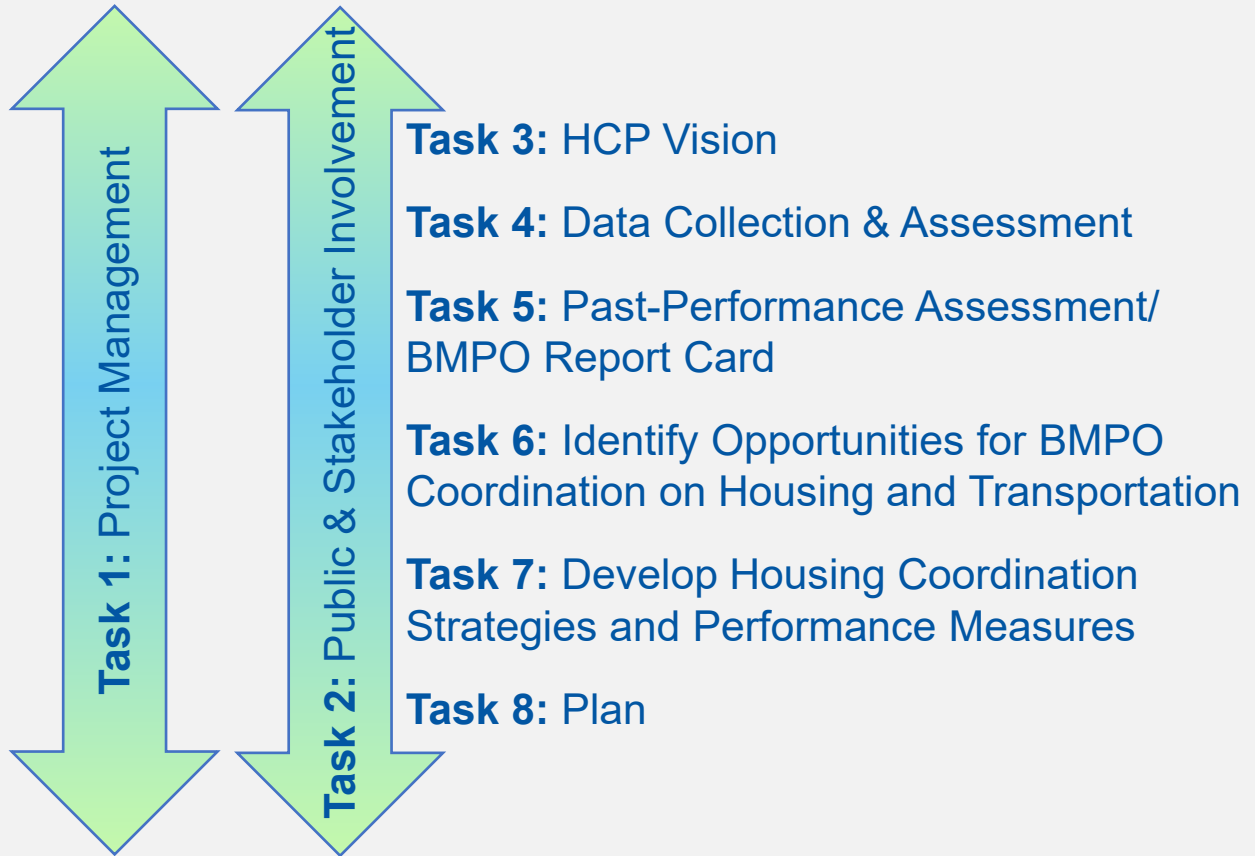 Task 1: Project Management
Task 2: Public & Stakeholder Involvement
Task 3: HCP Vision
Task 4: Data Collection & Assessment
Task 5: Past-Performance Assessment/
BMPO Report Card
Task 6: Identify Opportunities for BMPO
Coordination on Housing and Transportation
Task 7: Develop Housing Coordination
Strategies and Performance Measures
Task 8: Plan